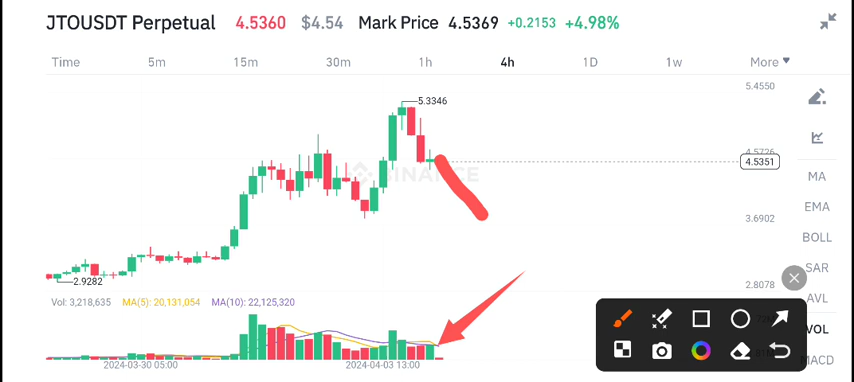 JTOUSDT Perpetual 4.5360 $4.54 Mark Price 4.5369 +0.2153 +4.98%
Time 5m 15m 30m 1h 4h 1D 1w More
5.4550
5.3346
4.5351
MA
EMA
3.6902
BOLL
SAR
2.9282
2.8078
AVL
Vol: 3,218,635 MA(5): 20,131,054 MA(10): 22,125,320
VOL
MACD
2024-03-30 05:00 2024-04-03 13:00